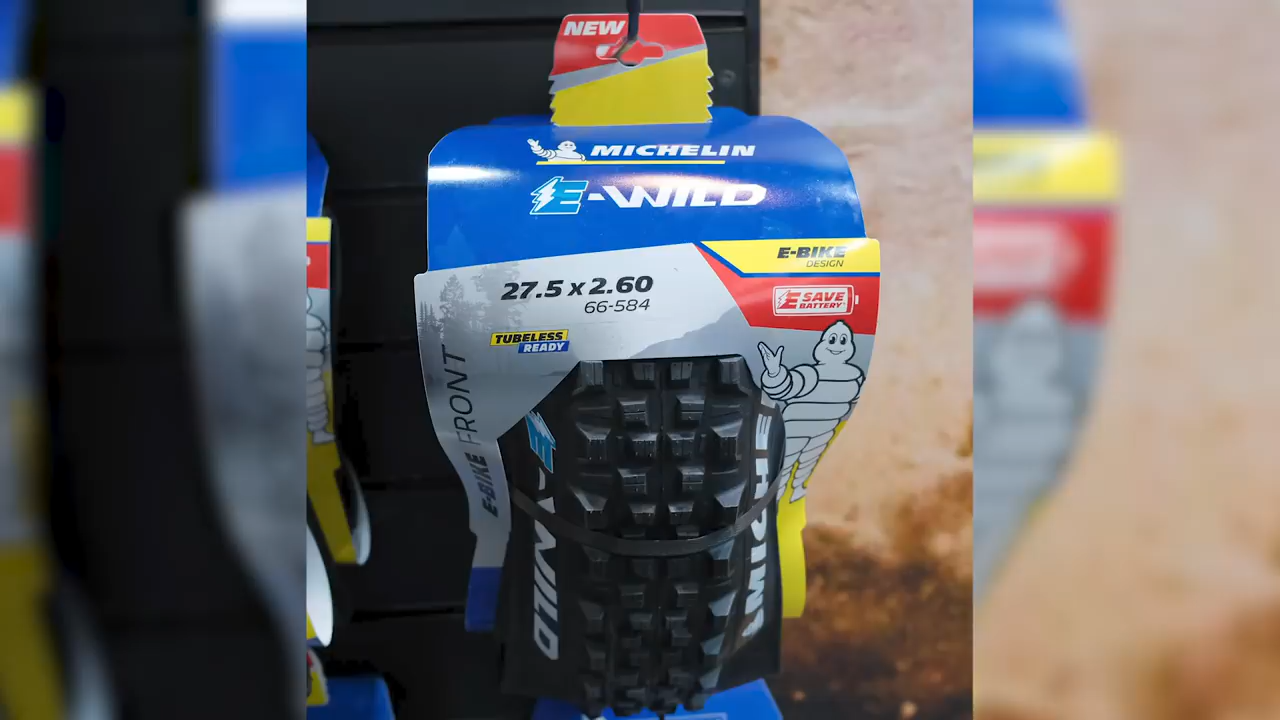 NEW
MICHELIN
E-WILD
E-BIKE
DESIGN
27.5 x 2.60
66-584
E SAVE
BATTERY
TUBELESS
READY
E-BIKE FRONT
E-WILD
MICHE